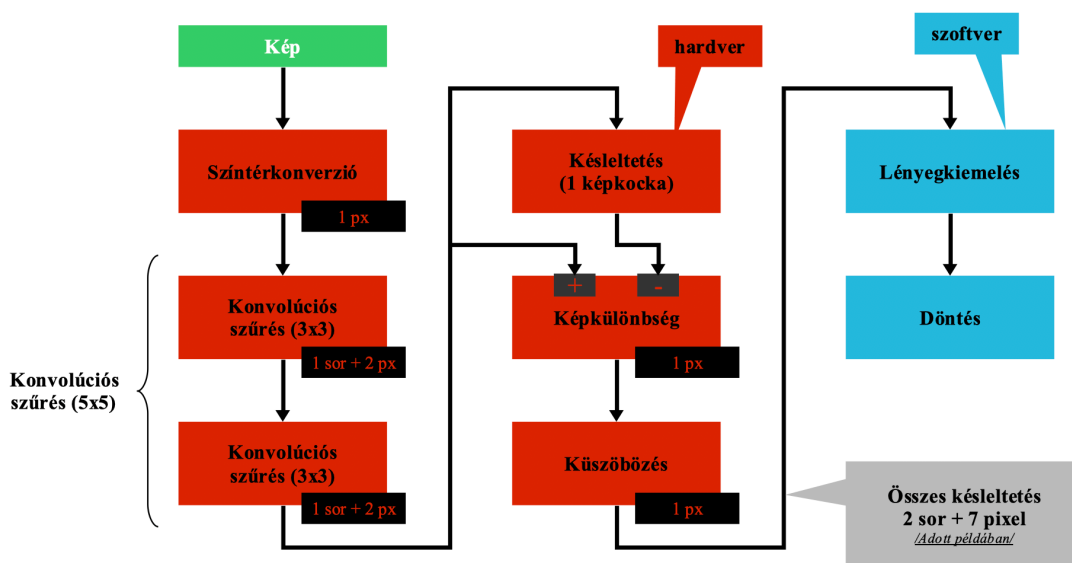 Kép
Színtérkonverzió
1 px
Konvolúciós
szűrés (3x3)
1 sor + 2 px
Konvolúciós
szűrés (5x5)
Konvolúciós
szűrés (3x3)
1 sor + 2 px
hardver
Késleltetés
(1 képkocka)
+
-
Képkülönbség
1 px
Küszöbözés
1 px
szoftver
Lényegkiemelés
Döntés
Összes késleltetés
2 sor + 7 pixel
/Adott példában/